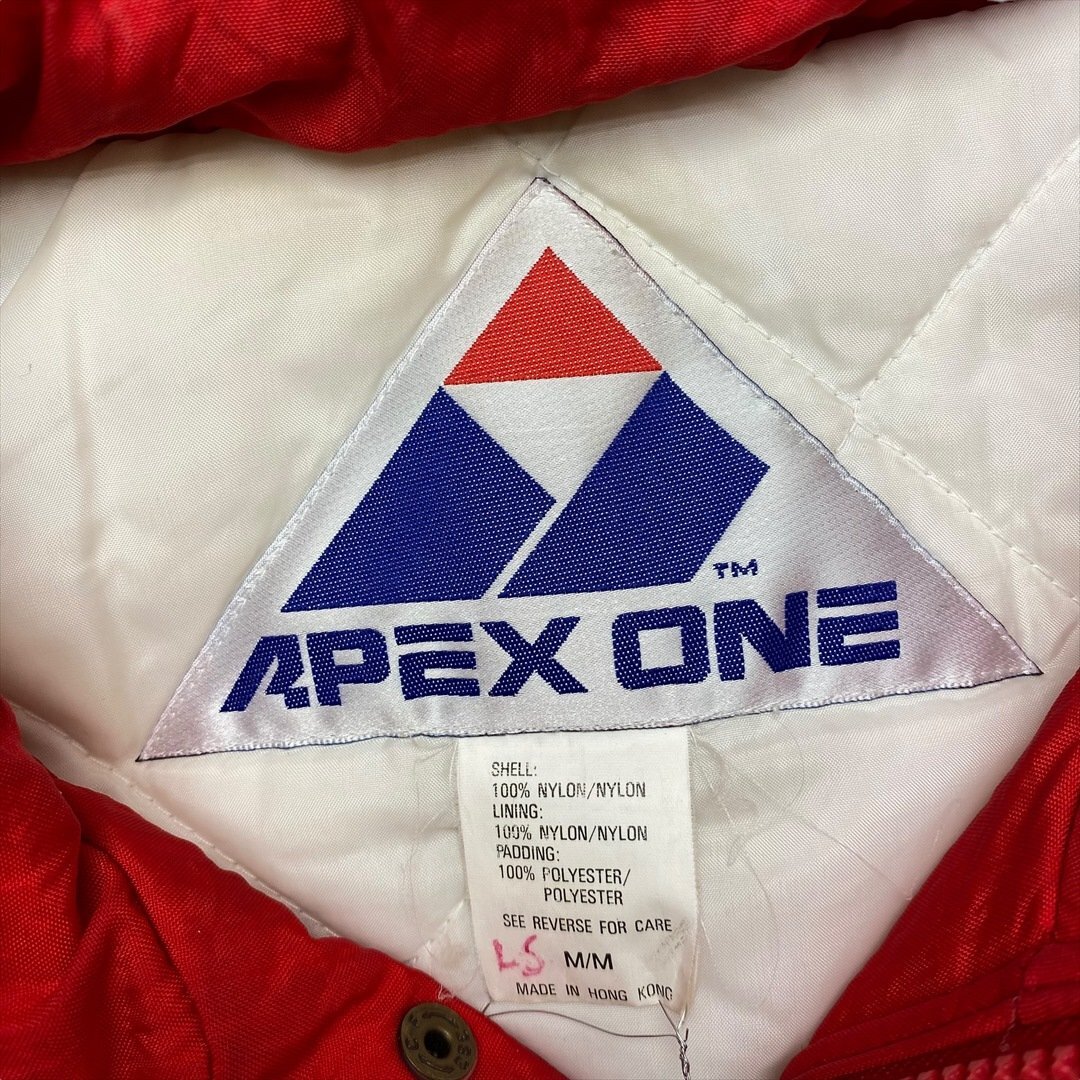 TM
APEX ONE
SHELL:
100% NYLON/NYLON
LINING:
100% NYLON/NYLON
PADDING:
100% POLYESTER/
POLYESTER
SEE REVERSE FOR CARE
LS M/M
MADE IN HONG KONG